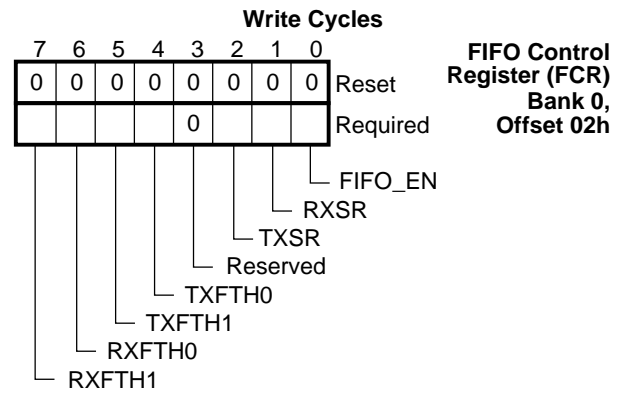 Write Cycles
7 6 5 4 3 2 1 0
FIFO Control
Register (FCR)
Bank 0,
Offset 02h
0 0 0 0 0 0 0 0 Reset
0 Required
FIFO_EN
RXSR
TXSR
Reserved
TXFTH0
TXFTH1
RXFTH0
RXFTH1